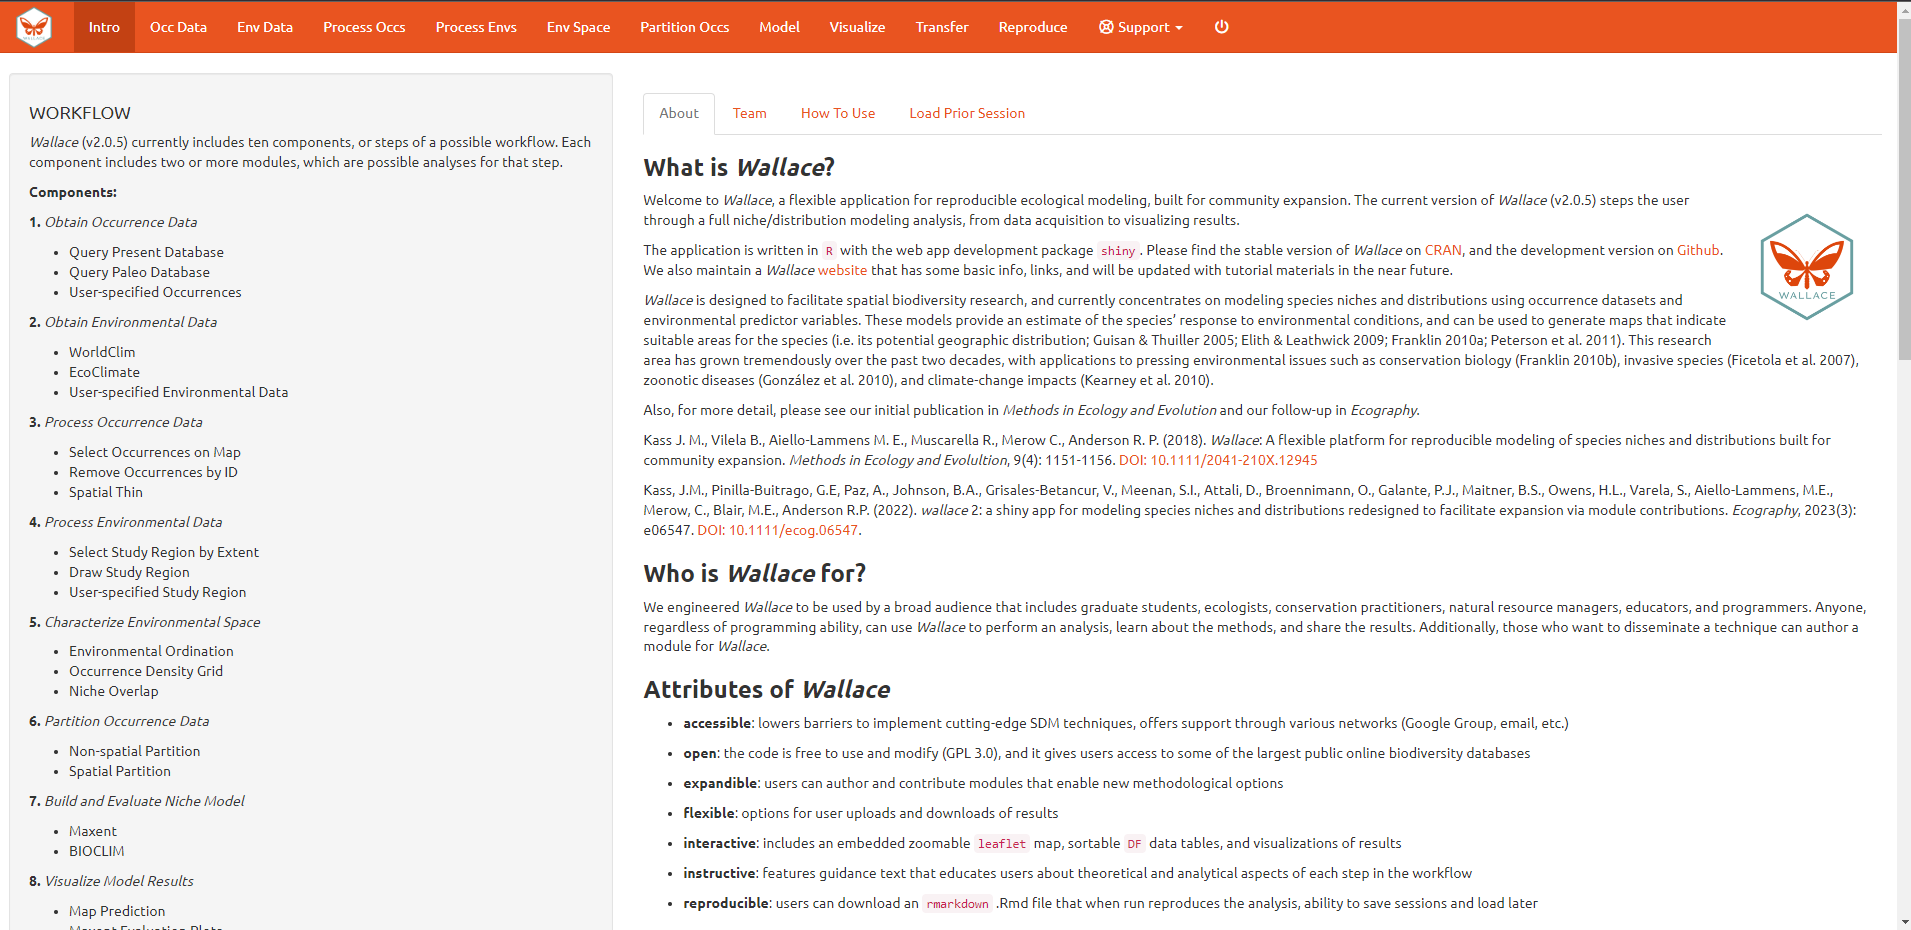 WALLACE
Intro
Occ Data
Env Data
Process Occs
Process Envs
Env Space
Partition Occs
Model
Visualize
Transfer
Reproduce
Support
WORKFLOW
Wallace (v2.0.5) currently includes ten components, or steps of a possible workflow. Each
component includes two or more modules, which are possible analyses for that step.
Components:
1. Obtain Occurrence Data
• Query Present Database
• Query Paleo Database
• User-specified Occurrences
2. Obtain Environmental Data
• WorldClim
• EcoClimate
• User-specified Environmental Data
3. Process Occurrence Data
• Select Occurrences on Map
• Remove Occurrences by ID
• Spatial Thin
4. Process Environmental Data
• Select Study Region by Extent
• Draw Study Region
• User-specified Study Region
5. Characterize Environmental Space
• Environmental Ordination
• Occurrence Density Grid
• Niche Overlap
6. Partition Occurrence Data
• Non-spatial Partition
• Spatial Partition
7. Build and Evaluate Niche Model
• Maxent
• BIOCLIM
8. Visualize Model Results
• Map Prediction
• Maxent Evaluation Plots
About
Team
How To Use
Load Prior Session
What is Wallace?
Welcome to Wallace, a flexible application for reproducible ecological modeling, built for community expansion. The current version of Wallace (v2.0.5) steps the user
through a full niche/distribution modeling analysis, from data acquisition to visualizing results.
The application is written in R with the web app development package shiny. Please find the stable version of Wallace on CRAN, and the development version on Github.
We also maintain a Wallace website that has some basic info, links, and will be updated with tutorial materials in the near future.
WALLACE
Wallace is designed to facilitate spatial biodiversity research, and currently concentrates on modeling species niches and distributions using occurrence datasets and
environmental predictor variables. These models provide an estimate of the species’ response to environmental conditions, and can be used to generate maps that indicate
suitable areas for the species (i.e. its potential geographic distribution; Guisan & Thuiller 2005; Elith & Leathwick 2009; Franklin 2010a; Peterson et al. 2011). This research
area has grown tremendously over the past two decades, with applications to pressing environmental issues such as conservation biology (Franklin 2010b), invasive species (Ficetola et al. 2007),
zoonotic diseases (González et al. 2010), and climate-change impacts (Kearney et al. 2010).
Also, for more detail, please see our initial publication in Methods in Ecology and Evolution and our follow-up in Ecography.
Kass J. M., Vilela B., Aiello-Lammens M. E., Muscarella R., Merow C., Anderson R. P. (2018). Wallace: A flexible platform for reproducible modeling of species niches and distributions built for
community expansion. Methods in Ecology and Evolultion, 9(4): 1151-1156. DOI: 10.1111/2041-210X.12945
Kass, J.M., Pinilla-Buitrago, G.E, Paz, A., Johnson, B.A., Grisales-Betancur, V., Meenan, S.I., Attali, D., Broennimann, O., Galante, P.J., Maitner, B.S., Owens, H.L., Varela, S., Aiello-Lammens, M.E.,
Merow, C., Blair, M.E., Anderson R.P. (2022). wallace 2: a shiny app for modeling species niches and distributions redesigned to facilitate expansion via module contributions. Ecography, 2023(3):
e06547. DOI: 10.1111/ecog.06547.
Who is Wallace for?
We engineered Wallace to be used by a broad audience that includes graduate students, ecologists, conservation practitioners, natural resource managers, educators, and programmers. Anyone,
regardless of programming ability, can use Wallace to perform an analysis, learn about the methods, and share the results. Additionally, those who want to disseminate a technique can author a
module for Wallace.
Attributes of Wallace
• accessible: lowers barriers to implement cutting-edge SDM techniques, offers support through various networks (Google Group, email, etc.)
• open: the code is free to use and modify (GPL 3.0), and it gives users access to some of the largest public online biodiversity databases
• expandible: users can author and contribute modules that enable new methodological options
• flexible: options for user uploads and downloads of results
• interactive: includes an embedded zoomable leaflet map, sortable DF data tables, and visualizations of results
• instructive: features guidance text that educates users about theoretical and analytical aspects of each step in the workflow
• reproducible: users can download an rmarkdown .Rmd file that when run reproduces the analysis, ability to save sessions and load later